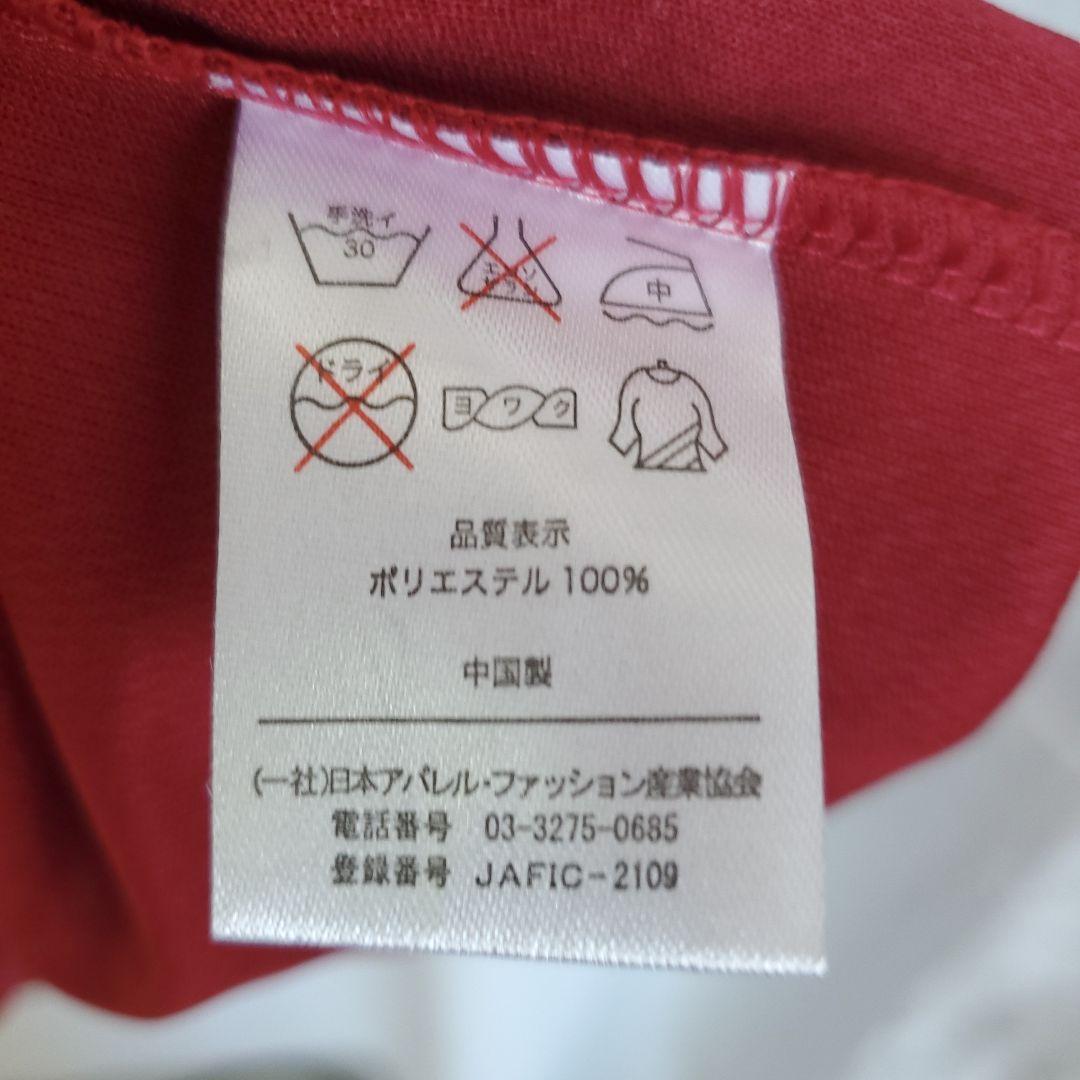 手洗イ
30
エンソ
サラシ
中
ドライ
ヨワク
品質表示
ポリエステル 100%
中国製
(一社)日本アパレル・ファッション産業協会
電話番号 03-3275-0685
登録番号 JAFIC-2109